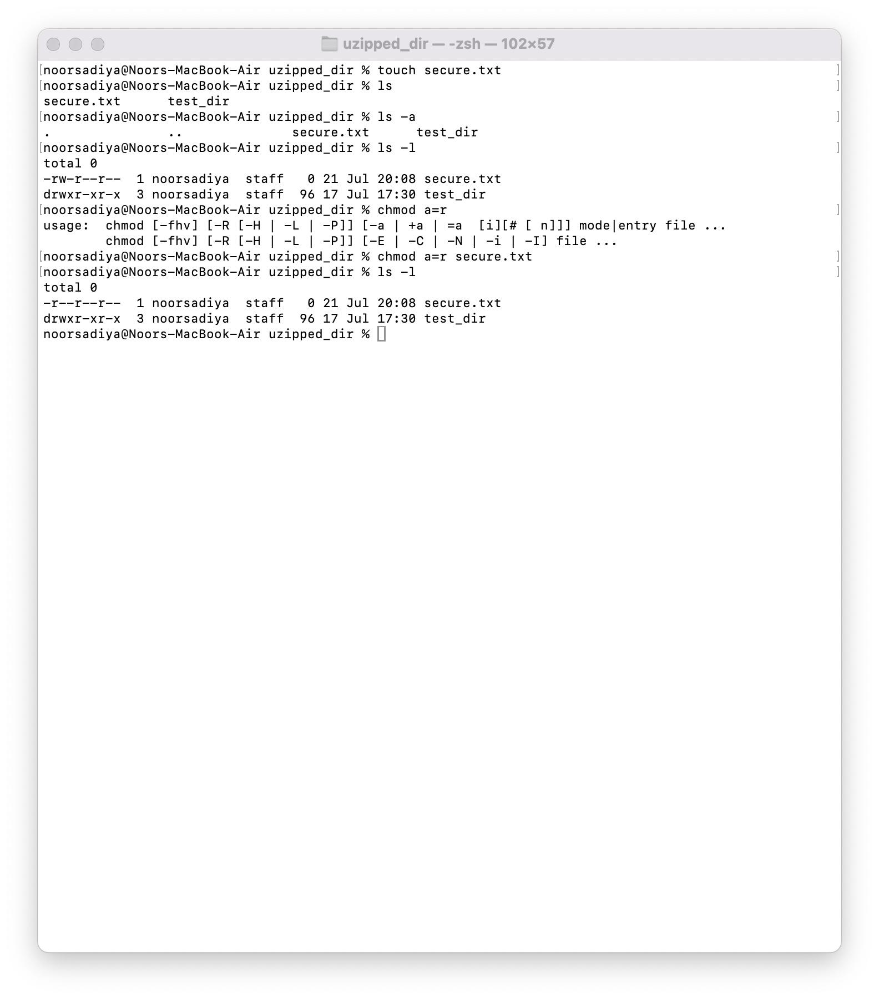 uzipped_dir — -zsh — 102×57
[noorsadiya@Noors-MacBook-Air uzipped_dir % touch secure.txt ]
[noorsadiya@Noors-MacBook-Air uzipped_dir % ls ]
secure.txt      test_dir
[noorsadiya@Noors-MacBook-Air uzipped_dir % ls -a ]
.               ..              secure.txt      test_dir
[noorsadiya@Noors-MacBook-Air uzipped_dir % ls -l ]
total 0
-rw-r--r--  1 noorsadiya  staff   0 21 Jul 20:08 secure.txt
drwxr-xr-x  3 noorsadiya  staff  96 17 Jul 17:30 test_dir
[noorsadiya@Noors-MacBook-Air uzipped_dir % chmod a=r ]
usage:  chmod [-fhv] [-R [-H | -L | -P]] [-a | +a | =a  [i][# [ n]]] mode|entry file ...
        chmod [-fhv] [-R [-H | -L | -P]] [-E | -C | -N | -i | -I] file ...
[noorsadiya@Noors-MacBook-Air uzipped_dir % chmod a=r secure.txt ]
[noorsadiya@Noors-MacBook-Air uzipped_dir % ls -l ]
total 0
-r--r--r--  1 noorsadiya  staff   0 21 Jul 20:08 secure.txt
drwxr-xr-x  3 noorsadiya  staff  96 17 Jul 17:30 test_dir
noorsadiya@Noors-MacBook-Air uzipped_dir %